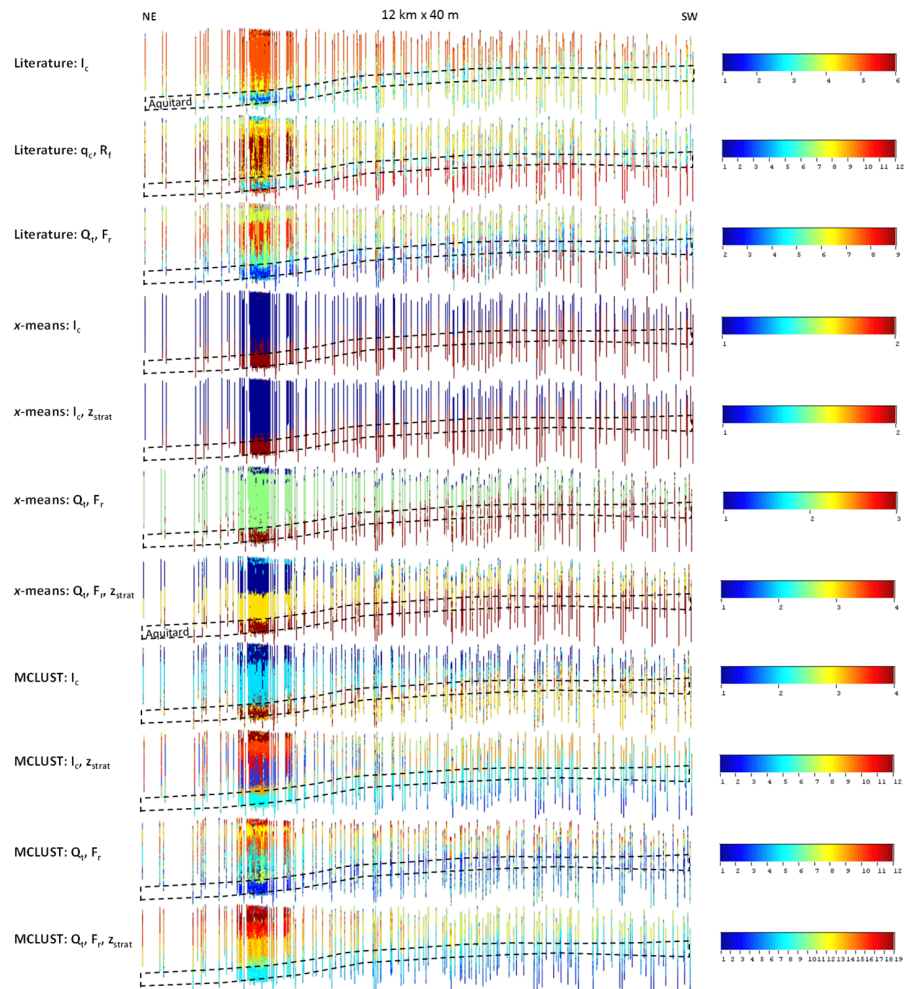 NE 12 km x 40 m SW
Literature: Ic
1 2 3 4 5 6
Aquitard
Literature: qc, Rf
1 2 3 4 5 6 7 8 9 10 11 12
Literature: Qt, Fr
2 3 4 5 6 7 8 9
x-means: Ic
1 2
x-means: Ic, zstrat
1 2
x-means: Qt, Fr
1 2 3
x-means: Qt, Fr, zstrat
1 2 3 4
Aquitard
MCLUST: Ic
1 2 3 4
MCLUST: Ic, zstrat
1 2 3 4 5 6 7 8 9 10 11 12
MCLUST: Qt, Fr
1 2 3 4 5 6 7 8 9 10 11 12
MCLUST: Qt, Fr, zstrat
1 2 3 4 5 6 7 8 9 10 11 12 13 14 15 16 17 18 19